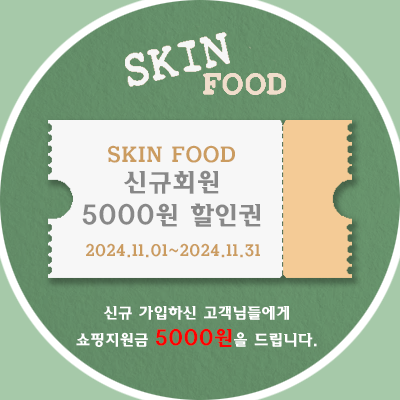 SKIN
FOOD
SKIN FOOD
신규회원
5000원 할인권
2024.11.01~2024.11.31
신규 가입하신 고객님들에게
쇼핑지원금 5000원을 드립니다.